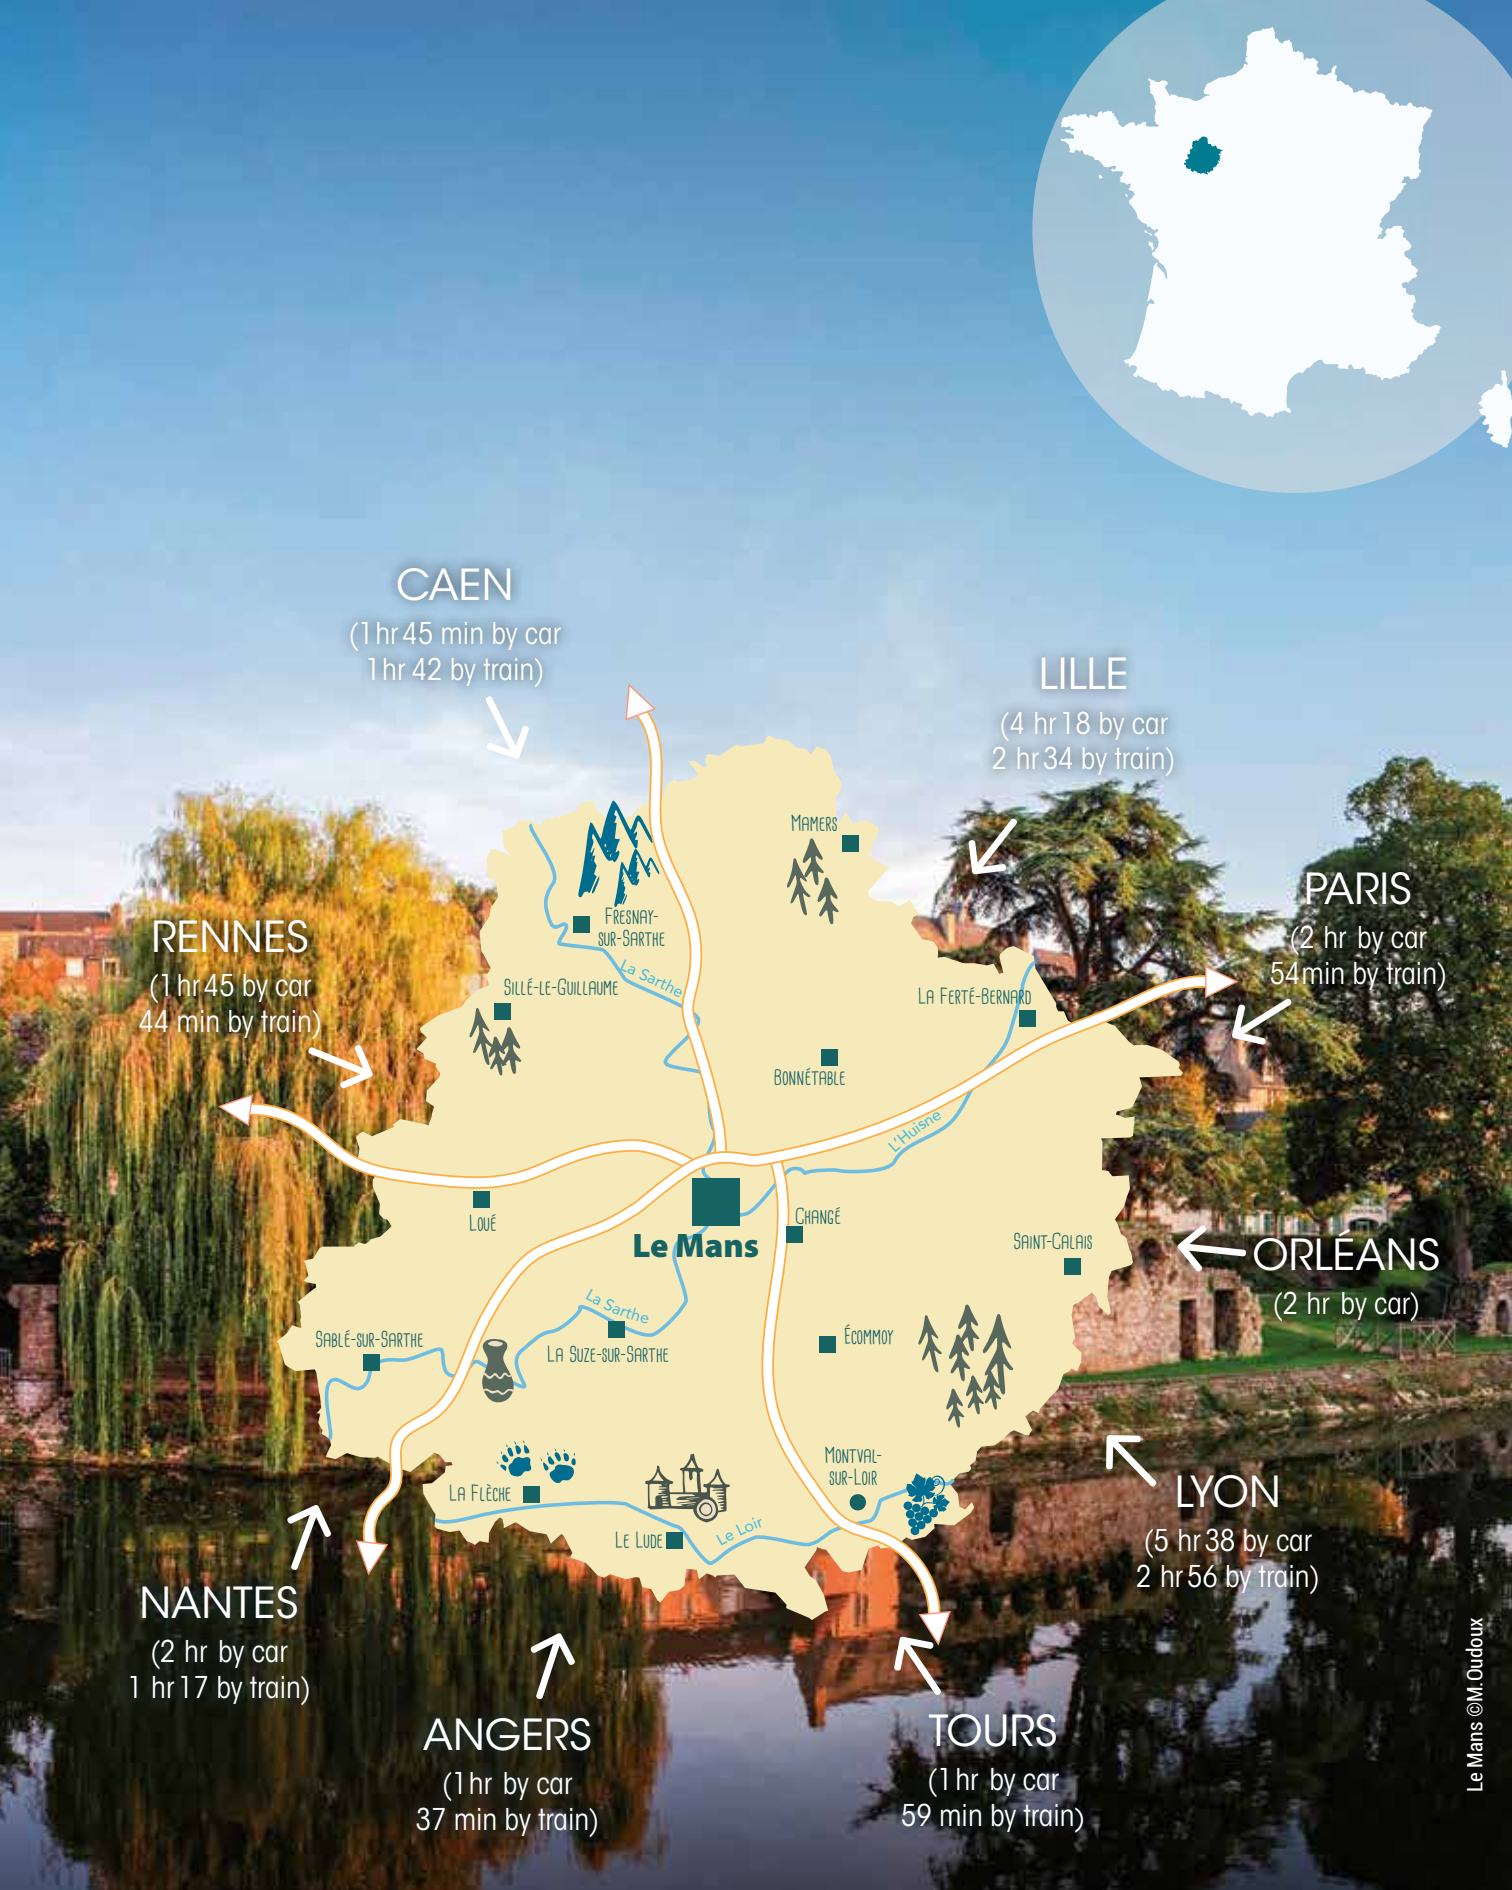 CAEN
(1 hr 45 min by car
1 hr 42 by train)
LILLE
(4 hr 18 by car
2 hr 34 by train)
MAMERS
PARIS
(2 hr by car
54min by train)
RENNES
(1 hr 45 by car
44 min by train)
FRESNAY-
SUR-SARTHE
La Sarthe
SILLÉ-LE-GUILLAUME
LA FERTÉ-BERNARD
BONNÉTABLE
L'Huisne
LOUÉ
Le Mans
CHANGÉ
SAINT-CALAIS
ORLÉANS
(2 hr by car)
La Sarthe
SABLÉ-SUR-SARTHE
LA SUZE-SUR-SARTHE
ÉCOMMOY
MONTVAL-
SUR-LOIR
LA FLÈCHE
LE LUDE
Le Loir
LYON
(5 hr 38 by car
2 hr 56 by train)
NANTES
(2 hr by car
1 hr 17 by train)
ANGERS
(1 hr by car
37 min by train)
TOURS
(1 hr by car
59 min by train)
Le Mans ©M.Oudoux